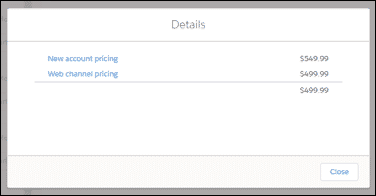 Details
New account pricing $549.99
Web channel pricing $499.99
$499.99
Close